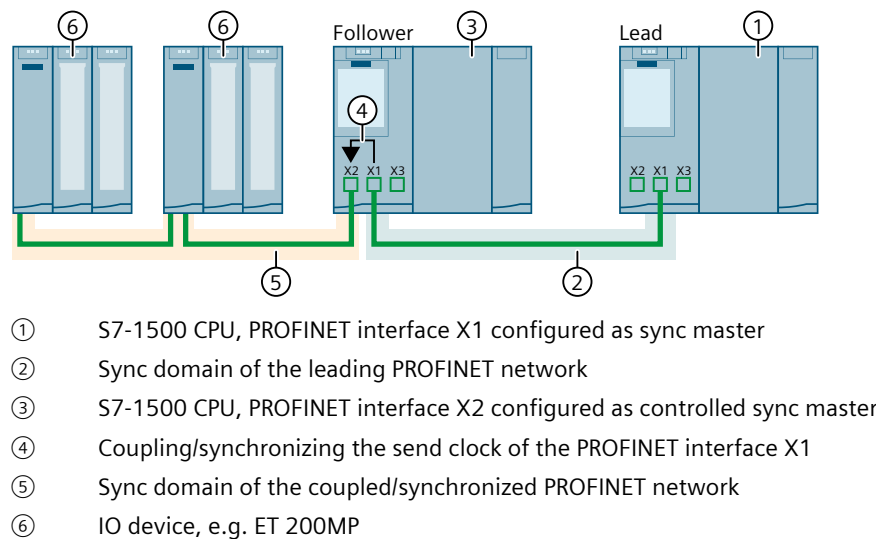 ⑥ ⑥ Follower ③ Lead ①
④
X2 X1 X3 X2 X1 X3
⑤ ②
① S7-1500 CPU, PROFINET interface X1 configured as sync master
② Sync domain of the leading PROFINET network
③ S7-1500 CPU, PROFINET interface X2 configured as controlled sync master
④ Coupling/synchronizing the send clock of the PROFINET interface X1
⑤ Sync domain of the coupled/synchronized PROFINET network
⑥ IO device, e.g. ET 200MP